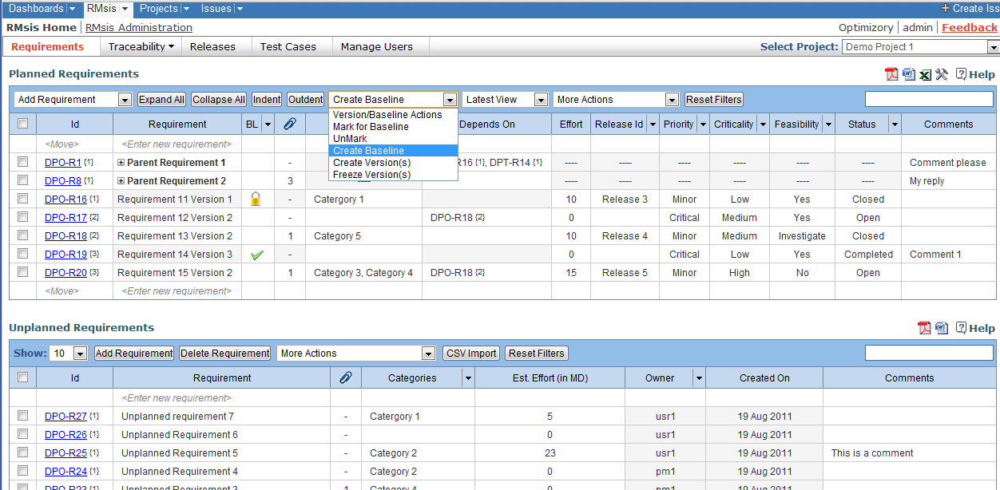 Dashboards RMsis Projects Issues + Create Iss
RMsis Home | RMsis Administration Optimizory | admin | Feedback
Requirements Traceability Releases Test Cases Manage Users Select Project: Demo Project 1
Planned Requirements Help
Add Requirement Expand All Collapse All Indent Outdent Create Baseline Latest View More Actions Reset Filters
Version/Baseline Actions
Mark for Baseline
UnMark
Create Baseline
Create Version(s)
Freeze Version(s)
Id Requirement BL Depends On Effort Release Id Priority Criticality Feasibility Status Comments
<Move> <Enter new requirement>
DPO-R1 {1} Parent Requirement 1 - R16 {1}, DPT-R14 {1} ---- ---- ---- ---- ---- ---- Comment please
DPO-R8 {1} Parent Requirement 2 3 ---- ---- ---- ---- ---- ---- ---- My reply
DPO-R16 {1} Requirement 11 Version 1 - Catergory 1 10 Release 3 Minor Low Yes Closed
DPO-R17 {2} Requirement 12 Version 2 - DPO-R18 {2} 0 Critical Medium Yes Open
DPO-R18 {2} Requirement 13 Version 2 1 Category 5 10 Release 4 Minor Medium Investigate Closed
DPO-R19 {3} Requirement 14 Version 3 - 0 Critical Low Yes Completed Comment 1
DPO-R20 {3} Requirement 15 Version 2 1 Category 3, Category 4 DPO-R18 {2} 15 Release 5 Minor High No Open
<Move> <Enter new requirement>
Unplanned Requirements Help
Show: 10 Add Requirement Delete Requirement More Actions CSV Import Reset Filters
Id Requirement Categories Est. Effort (in MD) Owner Created On Comments
<Enter new requirement>
DPO-R27 {1} Unplanned requirement 7 - Catergory 1 5 usr1 19 Aug 2011
DPO-R26 {1} Unplanned Requirement 6 - 0 usr1 19 Aug 2011
DPO-R25 {1} Unplanned Requirement 5 - Category 2 23 usr1 19 Aug 2011 This is a comment
DPO-R24 {1} Unplanned Requirement 4 - Category 2 0 pm1 19 Aug 2011
DPO-R23 {1} Unplanned Requirement 3 1 Category 4 0 pm1 19 Aug 2011